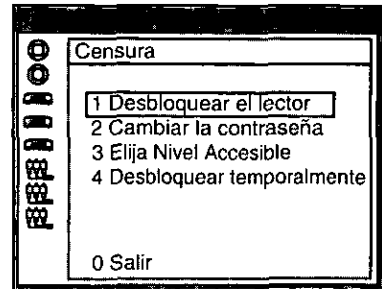 Censura
1 Desbloquear el lector
2 Cambiar la contraseña
3 Elija Nivel Accesible
4 Desbloquear temporalmente
0 Salir